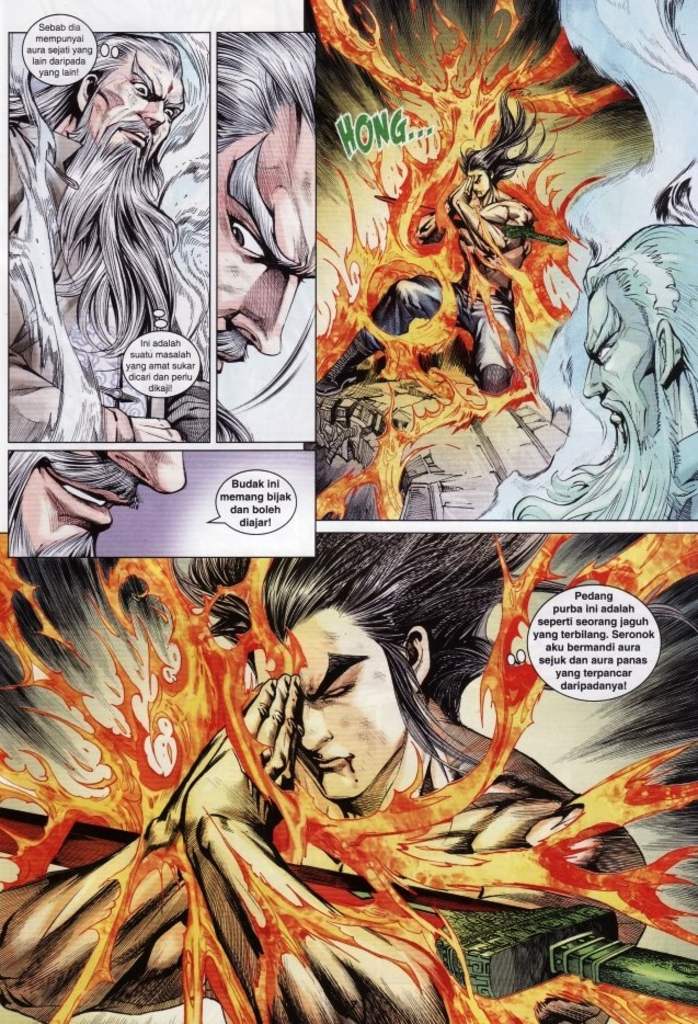 Sebab dia
mempunyai
aura sejati yang
lain daripada
yang lain!
Ini adalah
suatu masalah
yang amat sukar
dicari dan perlu
dikaji!
HONG...
Budak ini
memang bijak
dan boleh
diajar!
Pedang
purba ini adalah
seperti seorang jaguh
yang terbilang. Seronok
aku bermandi aura
sejuk dan aura panas
yang terpancar
daripadanya!